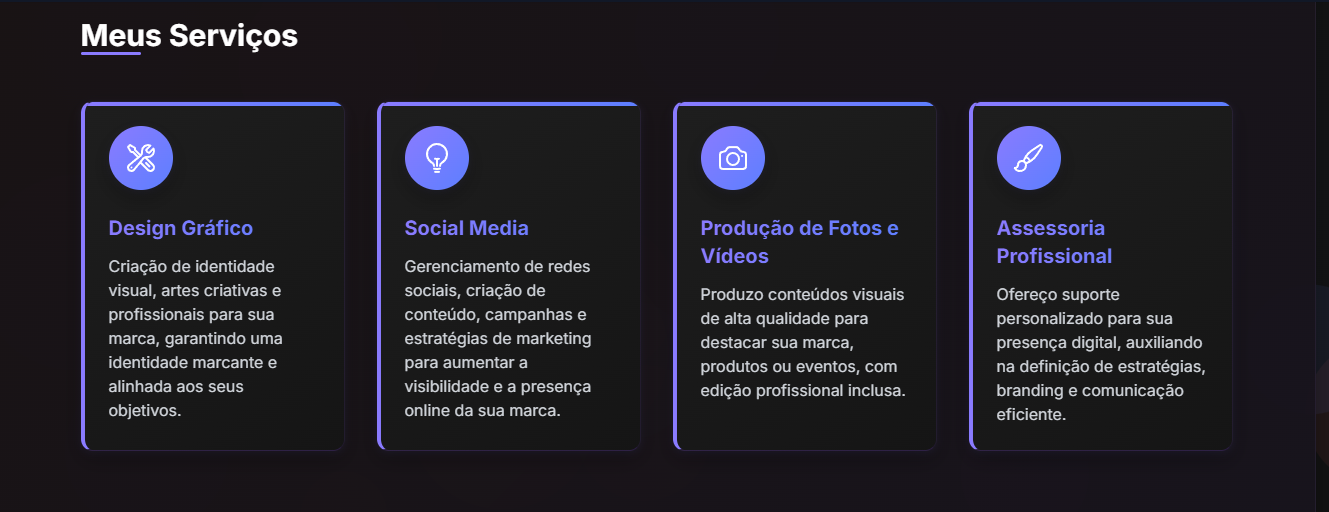 Meus Serviços
Design Gráfico
Criação de identidade
visual, artes criativas e
profissionais para sua
marca, garantindo uma
identidade marcante e
alinhada aos seus
objetivos.
Social Media
Gerenciamento de redes
sociais, criação de
conteúdo, campanhas e
estratégias de marketing
para aumentar a
visibilidade e a presença
online da sua marca.
Produção de Fotos e
Vídeos
Produzo conteúdos visuais
de alta qualidade para
destacar sua marca,
produtos ou eventos, com
edição profissional inclusa.
Assessoria
Profissional
Ofereço suporte
personalizado para sua
presença digital, auxiliando
na definição de estratégias,
branding e comunicação
eficiente.